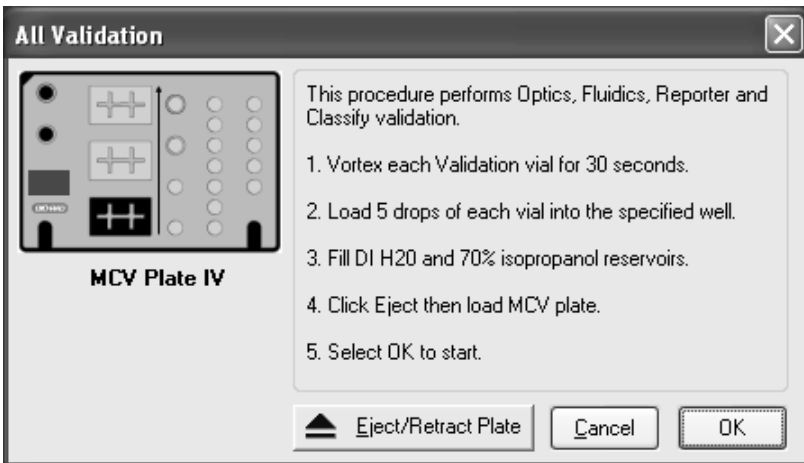 All Validation
MCV Plate IV
This procedure performs Optics, Fluidics, Reporter and
Classify validation.
1. Vortex each Validation vial for 30 seconds.
2. Load 5 drops of each vial into the specified well.
3. Fill DI H20 and 70% isopropanol reservoirs.
4. Click Eject then load MCV plate.
5. Select OK to start.
Eject/Retract Plate
Cancel
OK